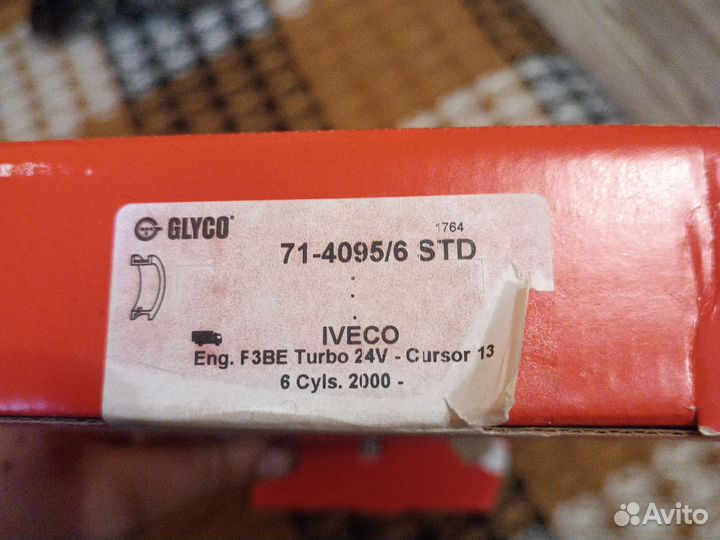 GLYCO®
1764
71-4095/6 STD
IVECO
Eng. F3BE Turbo 24V - Cursor 13
6 Cyls. 2000 -
Avito